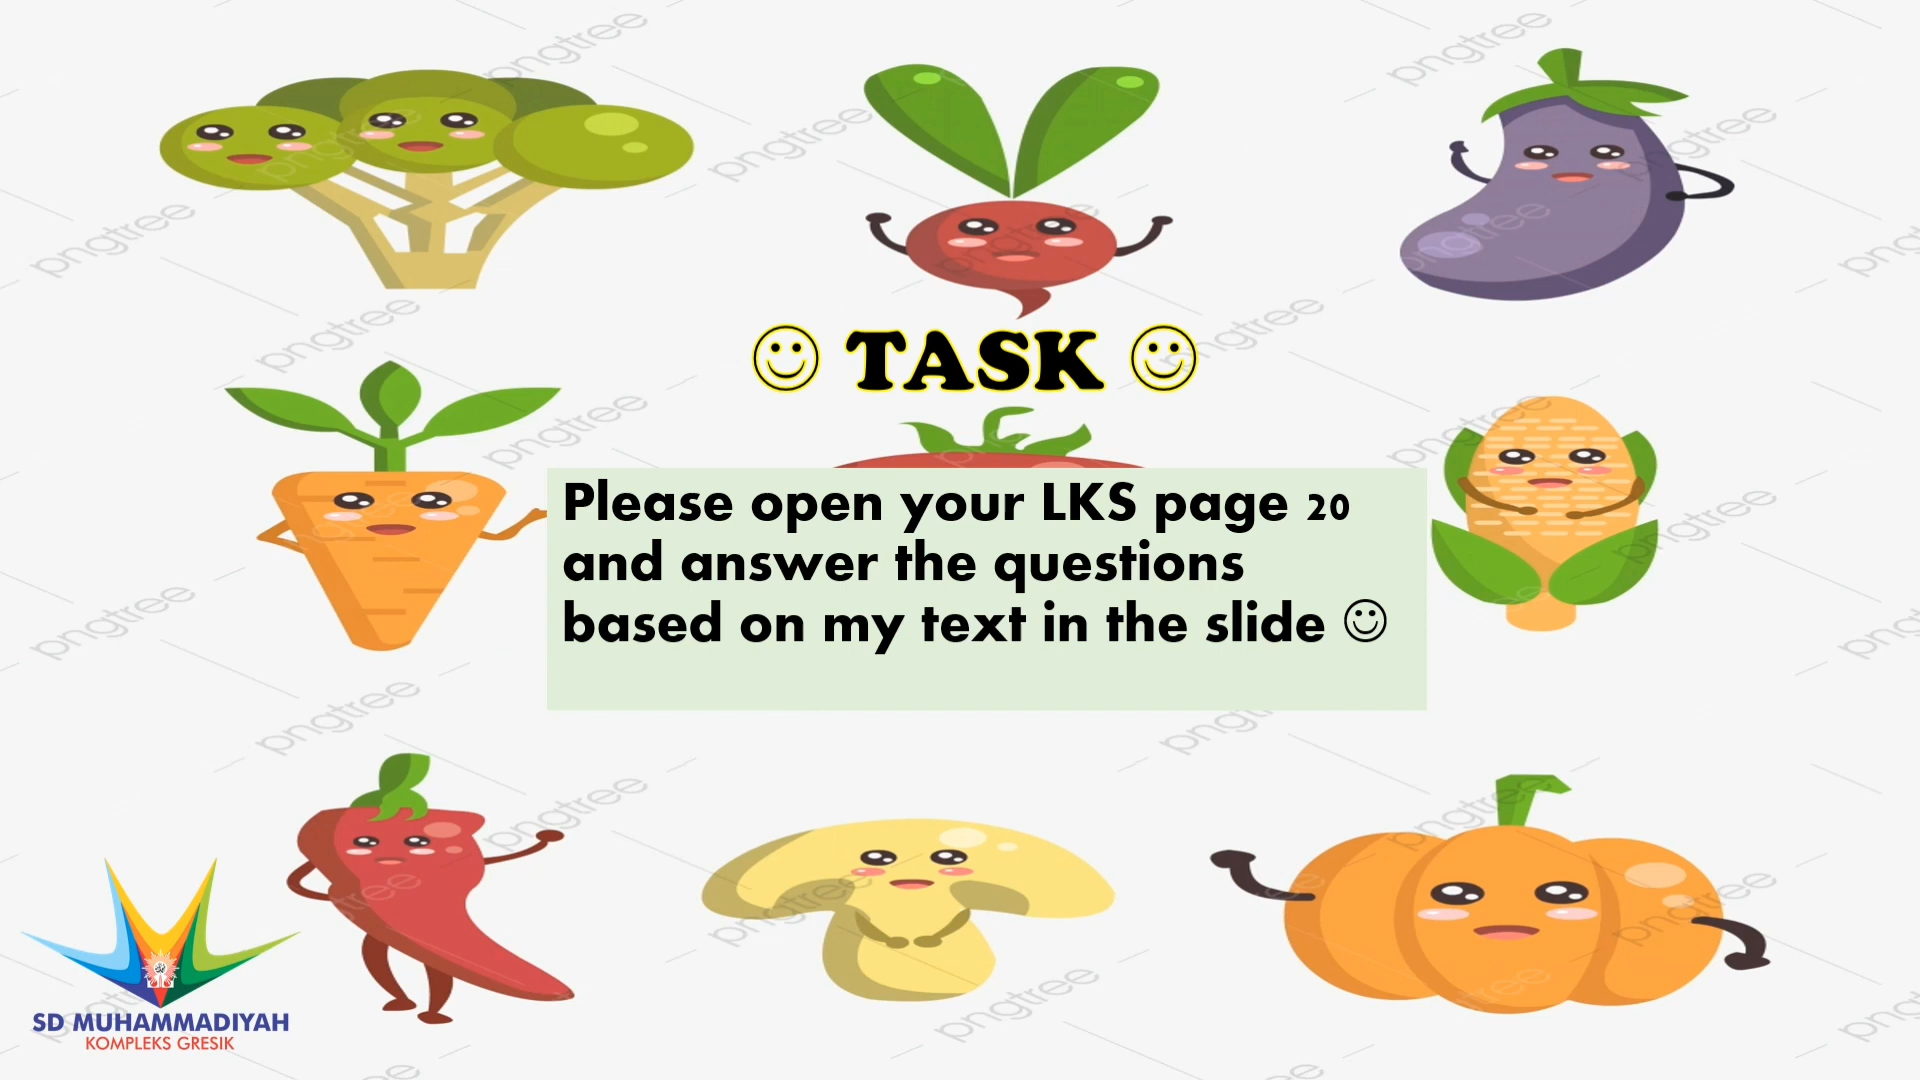 ☺ TASK ☺
Please open your LKS page 20
and answer the questions
based on my text in the slide ☺
SD MUHAMMADIYAH
KOMPLEKS GRESIK
pngtree